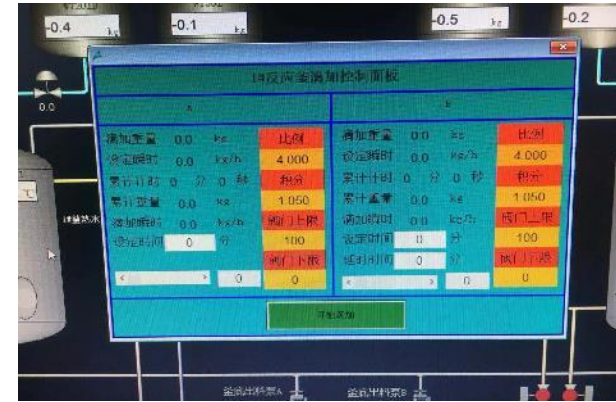 -0.4 kg
-0.1 kg
-0.5 kg
-0.2
0.0
1#反应釜滴加控制面板
A
B
滴加重量 0.0 kg 比例
设定瞬时 0.0 kg/h 4.000
累计计时 0 分 0 秒 积分
累计重量 0.0 kg 1.050
滴加瞬时 0.0 kg/h 阀门上限
设定时间 0 分 100
阀门下限
0 0
滴加重量 0.0 kg 比例
设定瞬时 0.0 kg/h 4.000
累计计时 0 分 0 秒 积分
累计重量 0.0 kg 1.050
滴加瞬时 0.0 kg/h 阀门上限
设定时间 0 分 100
延时时间 0 分 阀门下限
0 0
开始滴加
℃
热水
釜底出料泵A
釜底出料泵B